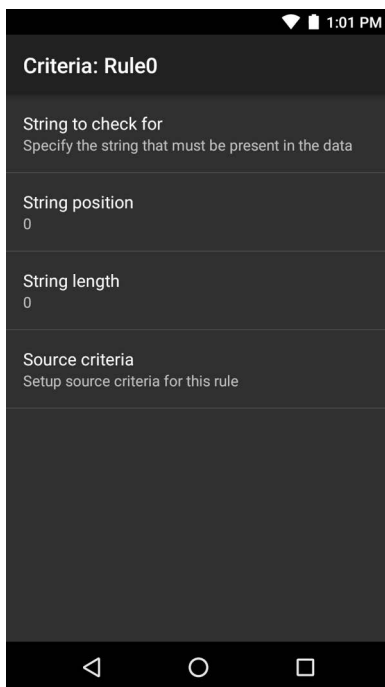 1:01 PM
Criteria: Rule0
String to check for
Specify the string that must be present in the data
String position
0
String length
0
Source criteria
Setup source criteria for this rule